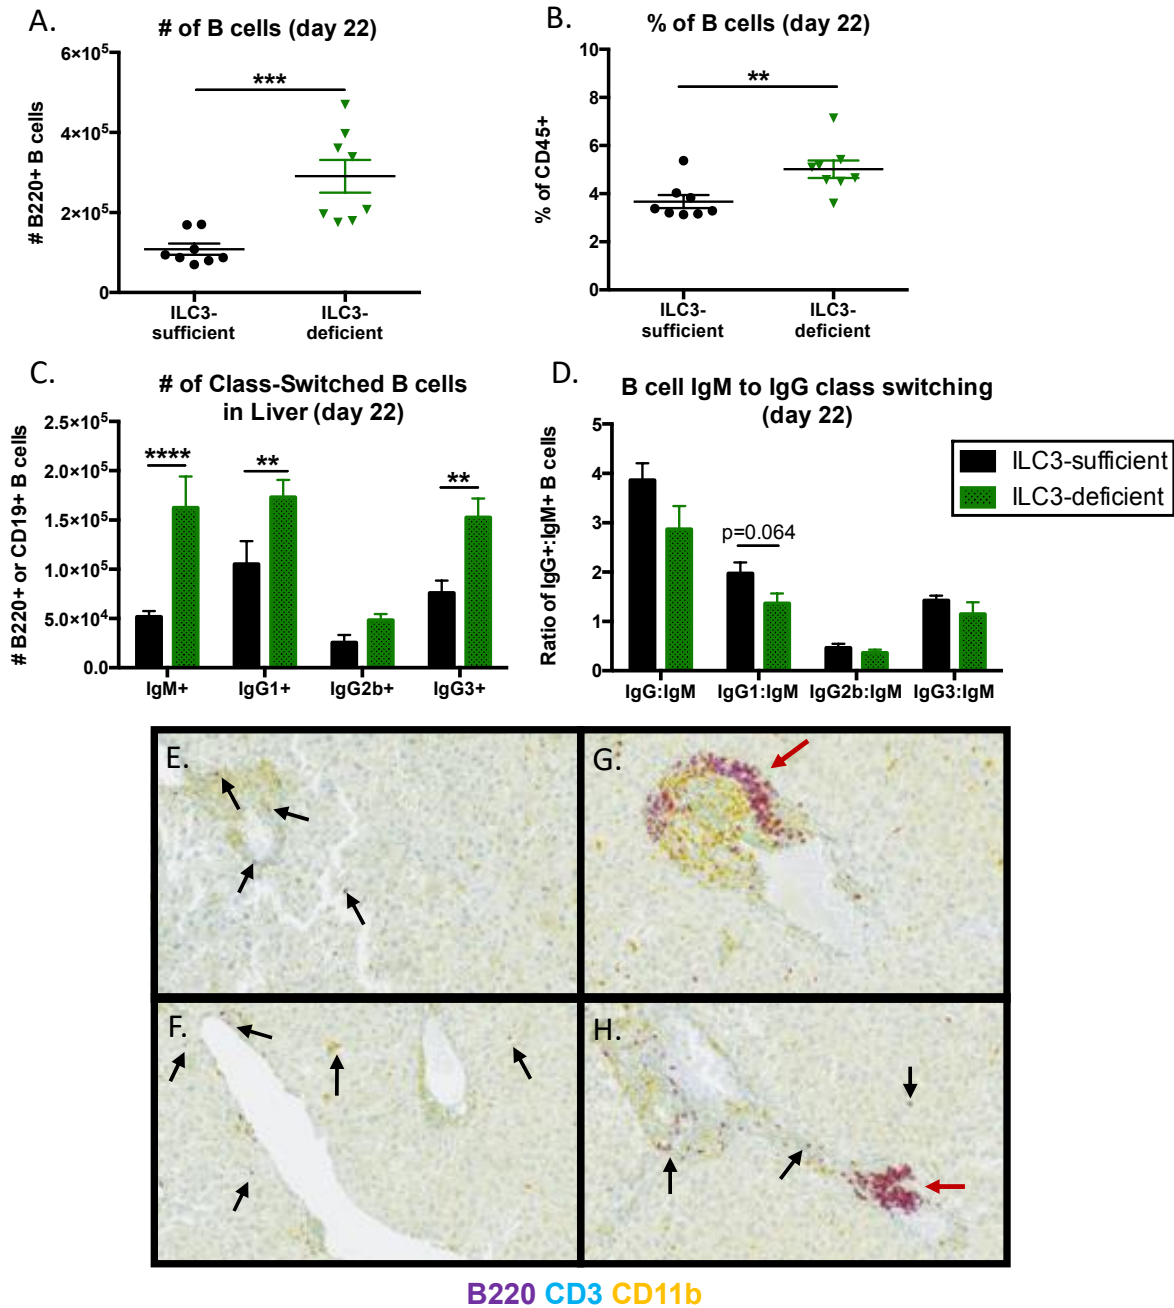 A.
# of B cells (day 22)
# B220+ B cells
6×10⁵
4×10⁵
2×10⁵
0
***
ILC3-
sufficient
ILC3-
deficient
B.
% of B cells (day 22)
% of CD45+
10
8
6
4
2
0
**
ILC3-
sufficient
ILC3-
deficient
C.
# of Class-Switched B cells
in Liver (day 22)
# B220+ or CD19+ B cells
2.5×10⁵
2.0×10⁵
1.5×10⁵
1.0×10⁵
5.0×10⁴
0.0
****
**
**
IgM+
IgG1+
IgG2b+
IgG3+
D.
B cell IgM to IgG class switching
(day 22)
Ratio of IgG+:IgM+ B cells
5
4
3
2
1
0
p=0.064
IgG:IgM
IgG1:IgM
IgG2b:IgM
IgG3:IgM
ILC3-sufficient
ILC3-deficient
E.
G.
F.
H.
B220 CD3 CD11b